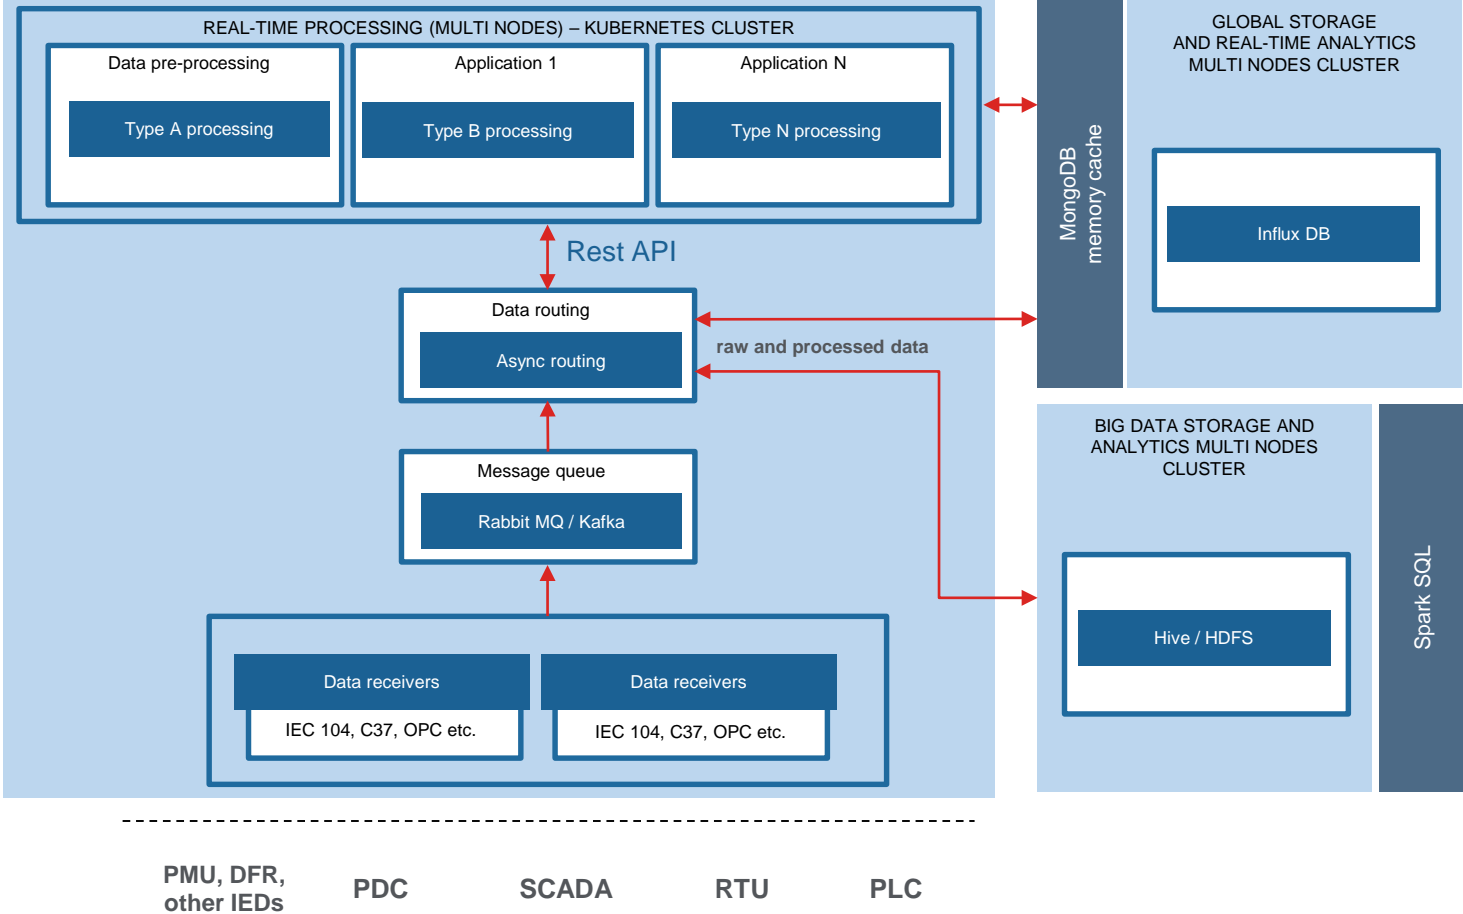 REAL-TIME PROCESSING (MULTI NODES) – KUBERNETES CLUSTER
Data pre-processing
Type A processing
Application 1
Type B processing
Application N
Type N processing
Rest API
Data routing
Async routing
raw and processed data
Message queue
Rabbit MQ / Kafka
Data receivers
IEC 104, C37, OPC etc.
Data receivers
IEC 104, C37, OPC etc.
MongoDB
memory cache
GLOBAL STORAGE
AND REAL-TIME ANALYTICS
MULTI NODES CLUSTER
Influx DB
BIG DATA STORAGE AND
ANALYTICS MULTI NODES
CLUSTER
Hive / HDFS
Spark SQL
PMU, DFR,
other IEDs
PDC
SCADA
RTU
PLC